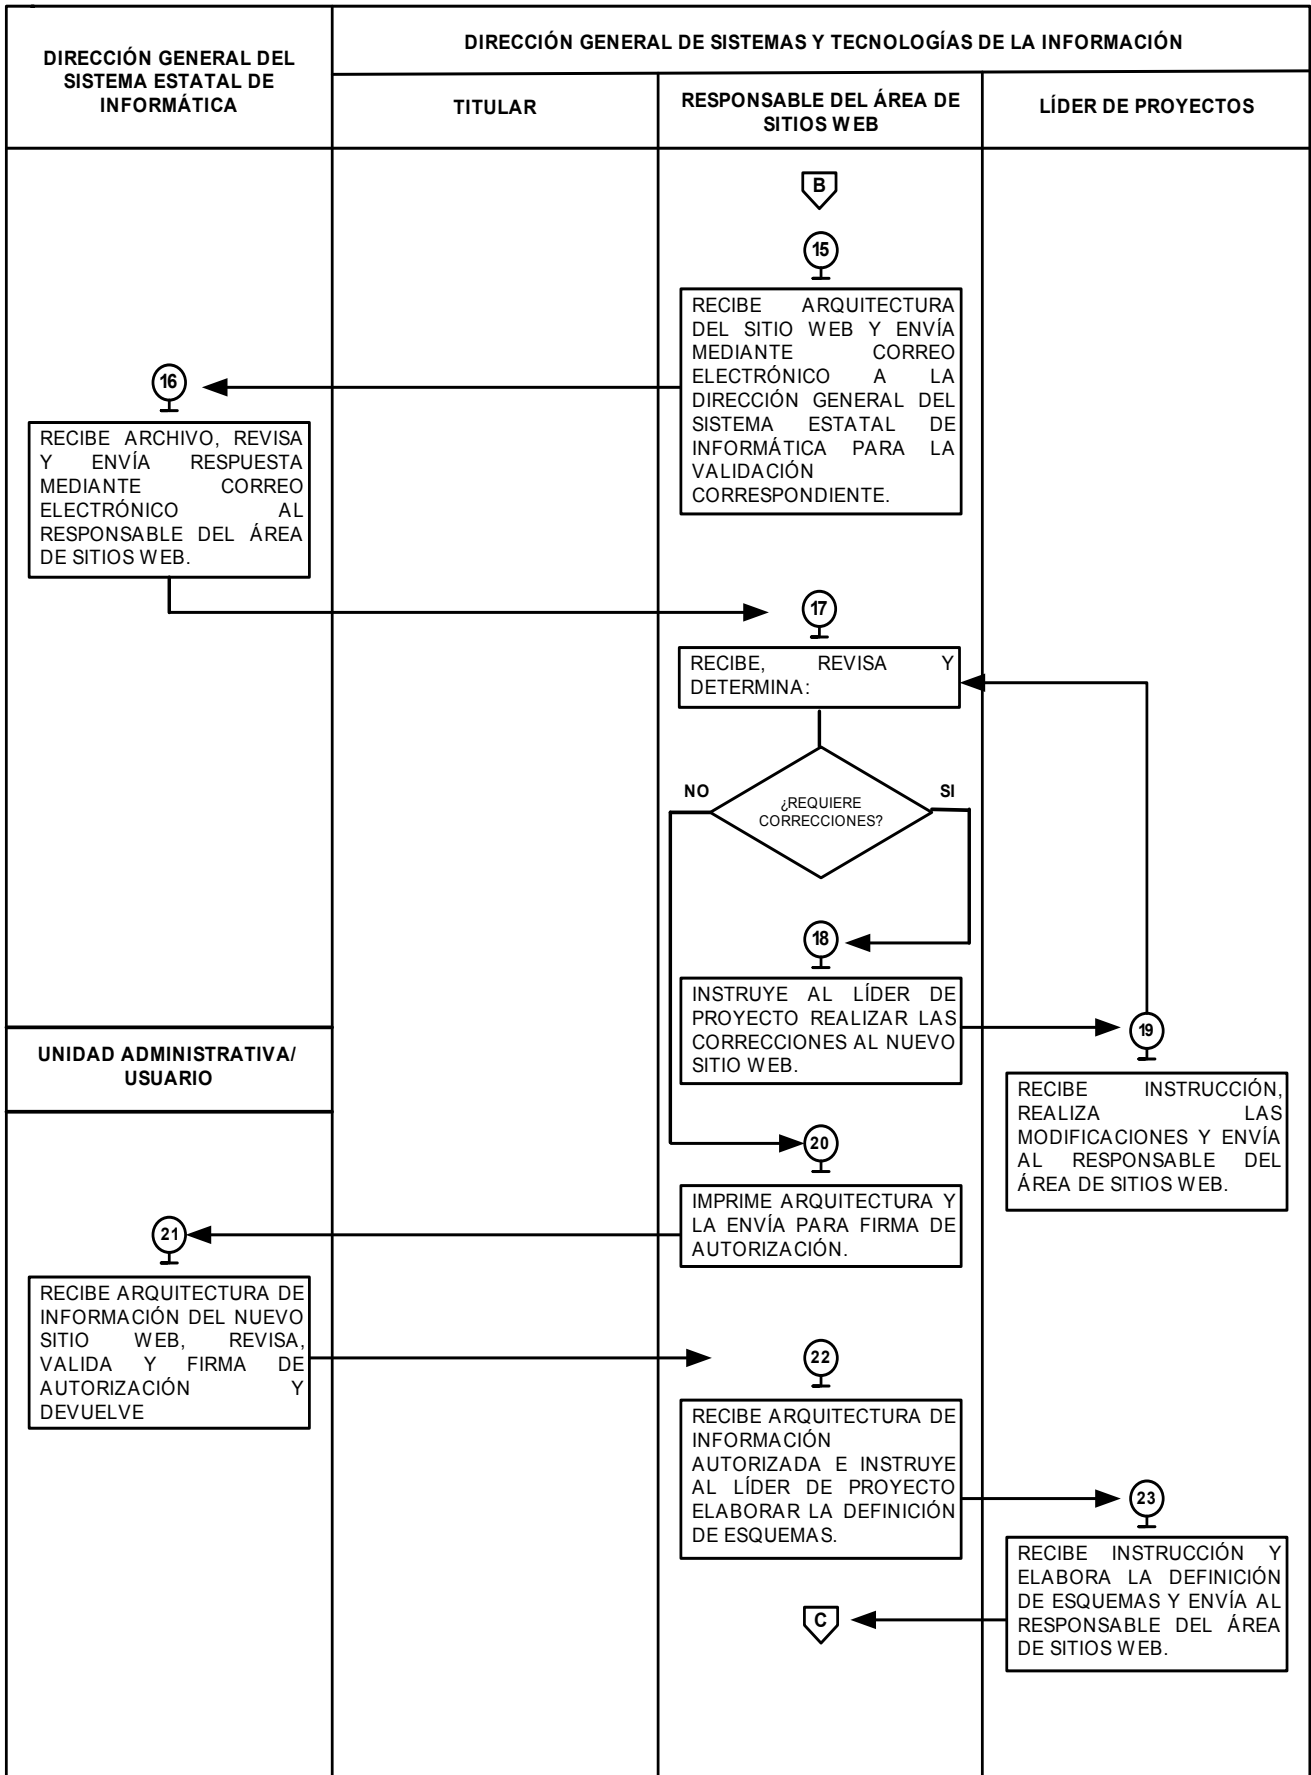 DIRECCIÓN GENERAL DEL
SISTEMA ESTATAL DE
INFORMÁTICA
DIRECCIÓN GENERAL DE SISTEMAS Y TECNOLOGÍAS DE LA INFORMACIÓN
TITULAR
RESPONSABLE DEL ÁREA DE
SITIOS WEB
LÍDER DE PROYECTOS
B
15
RECIBE ARQUITECTURA
DEL SITIO WEB Y ENVÍA
MEDIANTE CORREO
ELECTRÓNICO A LA
DIRECCIÓN GENERAL DEL
SISTEMA ESTATAL DE
INFORMÁTICA PARA LA
VALIDACIÓN
CORRESPONDIENTE.
16
RECIBE ARCHIVO, REVISA
Y ENVÍA RESPUESTA
MEDIANTE CORREO
ELECTRÓNICO AL
RESPONSABLE DEL ÁREA
DE SITIOS WEB.
17
RECIBE, REVISA Y
DETERMINA:
NO
¿REQUIERE
CORRECCIONES?
SI
18
INSTRUYE AL LÍDER DE
PROYECTO REALIZAR LAS
CORRECCIONES AL NUEVO
SITIO WEB.
19
RECIBE INSTRUCCIÓN,
REALIZA LAS
MODIFICACIONES Y ENVÍA
AL RESPONSABLE DEL
ÁREA DE SITIOS WEB.
UNIDAD ADMINISTRATIVA/
USUARIO
20
IMPRIME ARQUITECTURA Y
LA ENVÍA PARA FIRMA DE
AUTORIZACIÓN.
21
RECIBE ARQUITECTURA DE
INFORMACIÓN DEL NUEVO
SITIO WEB, REVISA,
VALIDA Y FIRMA DE
AUTORIZACIÓN Y
DEVUELVE
22
RECIBE ARQUITECTURA DE
INFORMACIÓN
AUTORIZADA E INSTRUYE
AL LÍDER DE PROYECTO
ELABORAR LA DEFINICIÓN
DE ESQUEMAS.
23
RECIBE INSTRUCCIÓN Y
ELABORA LA DEFINICIÓN
DE ESQUEMAS Y ENVÍA AL
RESPONSABLE DEL ÁREA
DE SITIOS WEB.
C